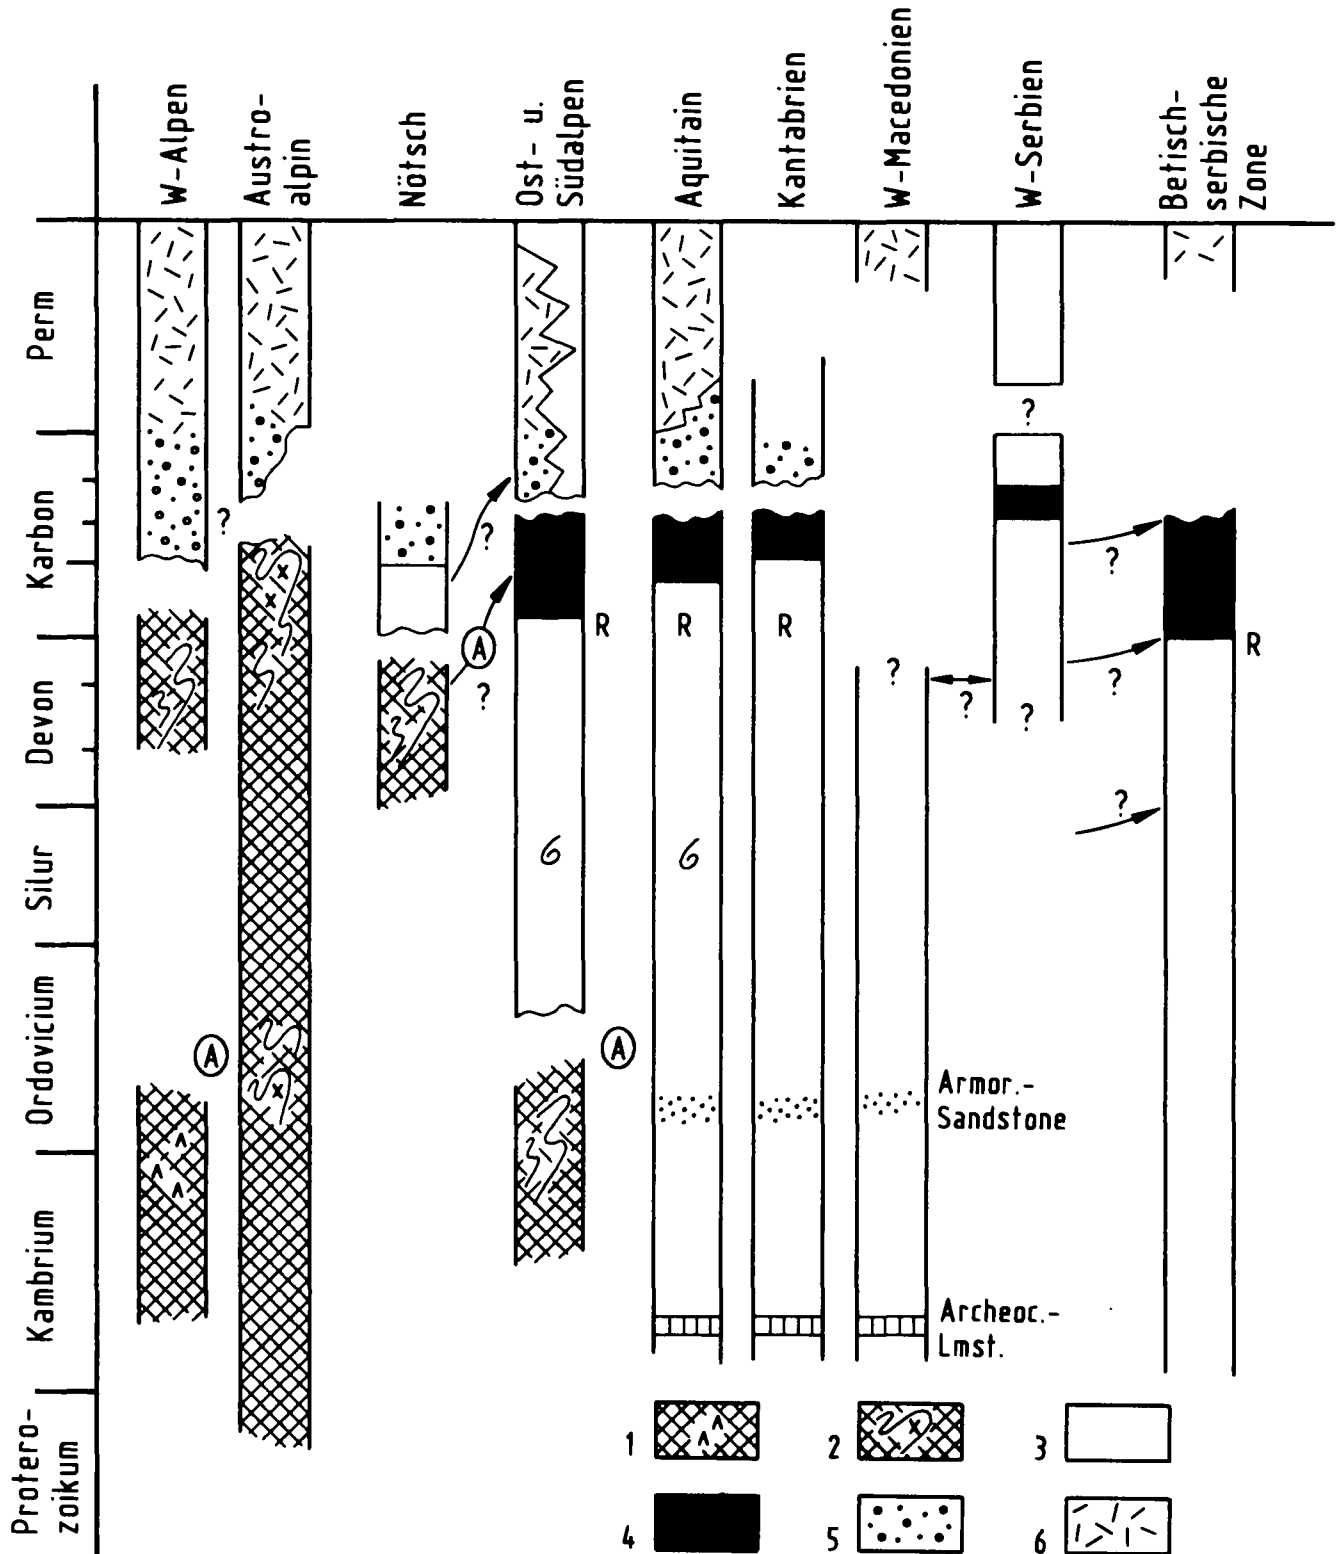 W-Alpen
Austro-
alpin
Nötsch
Ost- u.
Südalpen
Aquitain
Kantabrien
W-Macedonien
W-Serbien
Betisch-
serbische
Zone
Perm
Karbon
Devon
Silur
Ordovicium
Kambrium
Protero-
zoikum
?
?
?
A
?
R
R
R
?
?
?
?
?
?
R
?
6
6
A
A
Armor.-
Sandstone
Archeoc.-
Lmst.
1
2
3
4
5
6